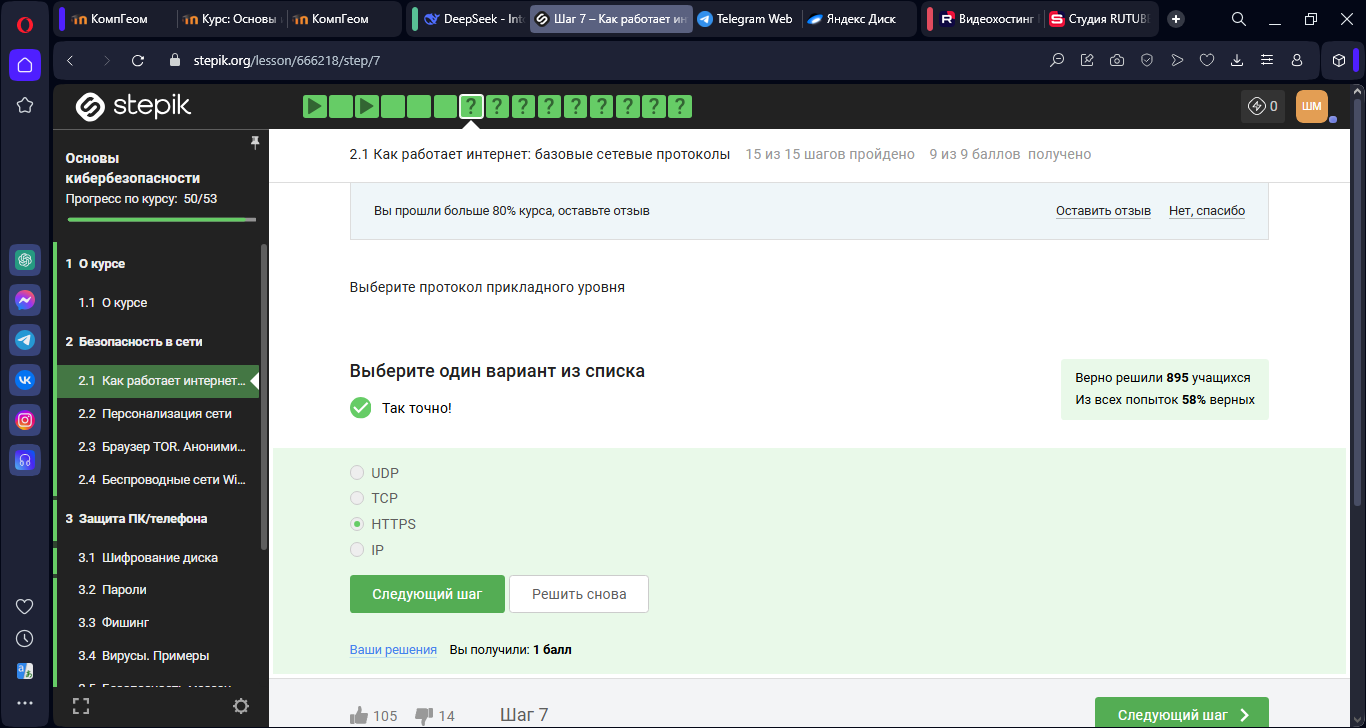 КомпГеом
Курс: Основы
КомпГеом
DeepSeek - Int
Шаг 7 – Как работает ин
Telegram Web
Яндекс Диск
Видеохостинг
Студия RUTUBE
stepik.org/lesson/666218/step/7
stepik
0
ШМ
Основы
кибербезопасности
Прогресс по курсу: 50/53
1 О курсе
1.1 О курсе
2 Безопасность в сети
2.1 Как работает интернет...
2.2 Персонализация сети
2.3 Браузер TOR. Аноними...
2.4 Беспроводные сети Wi...
3 Защита ПК/телефона
3.1 Шифрование диска
3.2 Пароли
3.3 Фишинг
3.4 Вирусы. Примеры
2.1 Как работает интернет: базовые сетевые протоколы 15 из 15 шагов пройдено 9 из 9 баллов получено
Вы прошли больше 80% курса, оставьте отзыв
Оставить отзыв
Нет, спасибо
Выберите протокол прикладного уровня
Выберите один вариант из списка
Так точно!
Верно решили 895 учащихся
Из всех попыток 58% верных
UDP
TCP
HTTPS
IP
Следующий шаг
Решить снова
Ваши решения Вы получили: 1 балл
105
14
Шаг 7
Следующий шаг